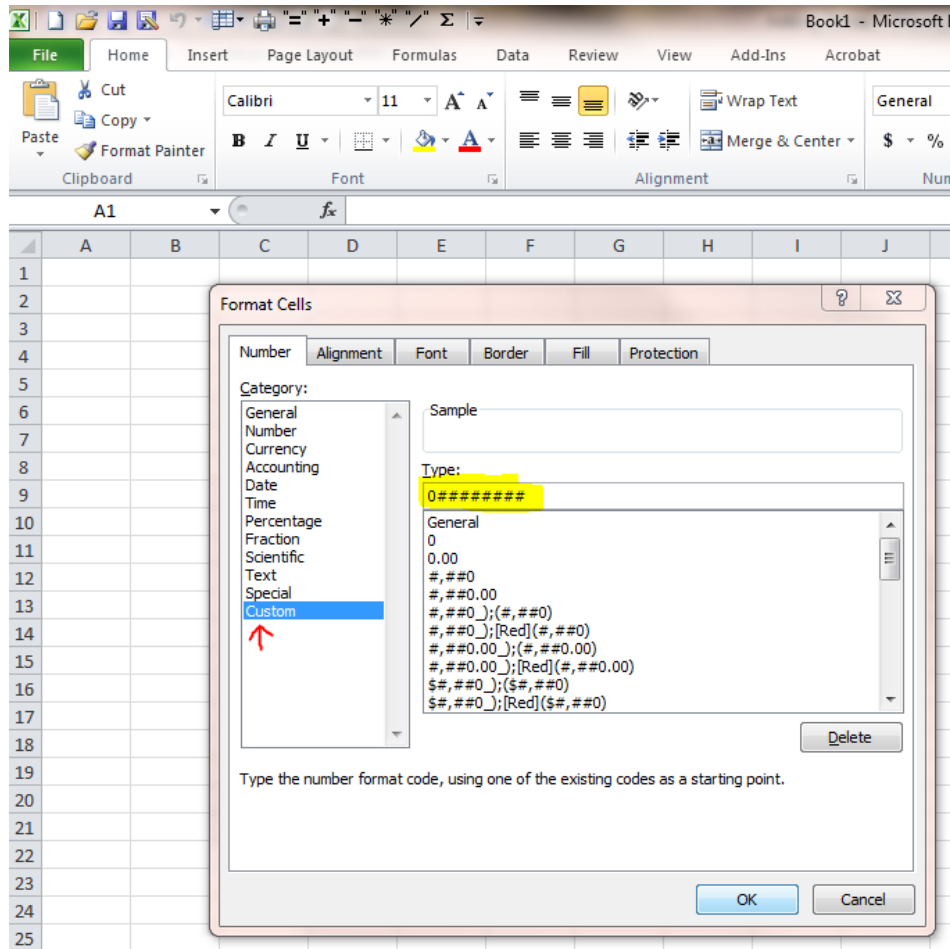 "=" "+" "−" "*" "/" Σ Book1 - Microsoft
File Home Insert Page Layout Formulas Data Review View Add-Ins Acrobat
Paste
Cut
Copy
Format Painter
Clipboard
Calibri 11 A A
B I U A
Font
Wrap Text
Merge & Center
Alignment
General
$ %
Num
A1 fx
A B C D E F G H I J
1
2
3
4
5
6
7
8
9
10
11
12
13
14
15
16
17
18
19
20
21
22
23
24
25
Format Cells ?
Number Alignment Font Border Fill Protection
Category:
General
Number
Currency
Accounting
Date
Time
Percentage
Fraction
Scientific
Text
Special
Custom
Sample
Type:
0########
General
0
0.00
#,##0
#,##0.00
#,##0_);(#,##0)
#,##0_);[Red](#,##0)
#,##0.00_);(#,##0.00)
#,##0.00_);[Red](#,##0.00)
$#,##0_);($#,##0)
$#,##0_);[Red]($#,##0)
Delete
Type the number format code, using one of the existing codes as a starting point.
OK Cancel